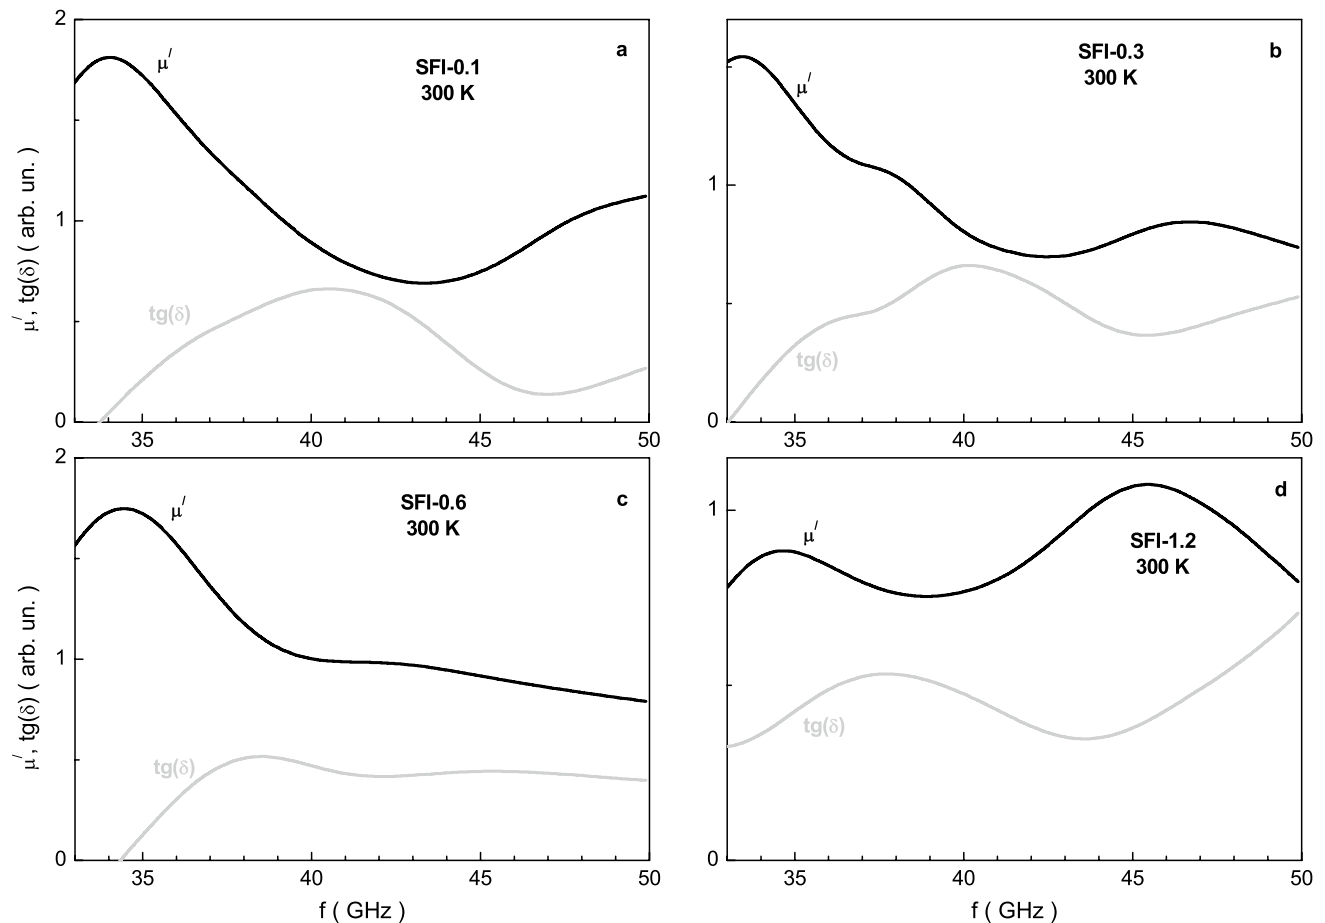 2
a
μ/
SFI-0.1
300 K
μ/, tg(δ) ( arb. un. )
1
tg(δ)
0
35 40 45 50
b
μ/
SFI-0.3
300 K
1
tg(δ)
0
35 40 45 50
2
c
μ/
SFI-0.6
300 K
μ/, tg(δ) ( arb. un. )
1
tg(δ)
0
35 40 45 50
f ( GHz )
d
1
μ/
SFI-1.2
300 K
tg(δ)
0
35 40 45 50
f ( GHz )